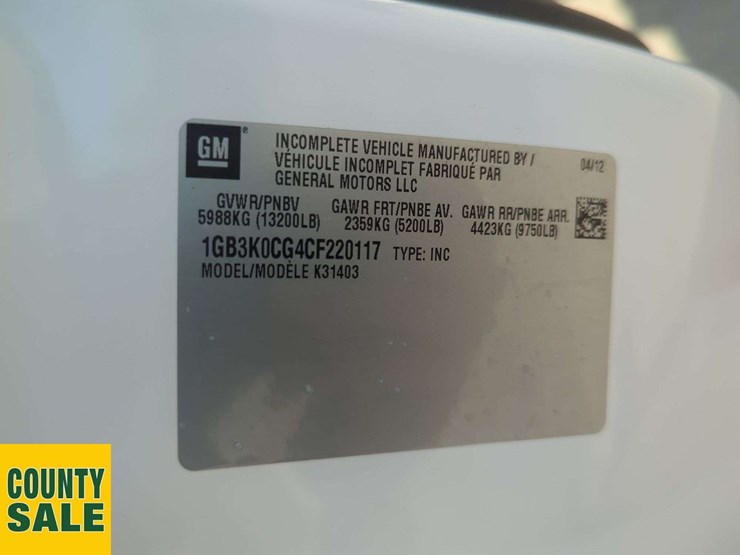 GM
INCOMPLETE VEHICLE MANUFACTURED BY /
VÉHICULE INCOMPLET FABRIQUÉ PAR
GENERAL MOTORS LLC
04/12
GVWR/PNBV GAWR FRT/PNBE AV. GAWR RR/PNBE ARR.
5988KG (13200LB) 2359KG (5200LB) 4423KG (9750LB)
1GB3K0CG4CF220117 TYPE: INC
MODEL/MODÈLE K31403
COUNTY
SALE